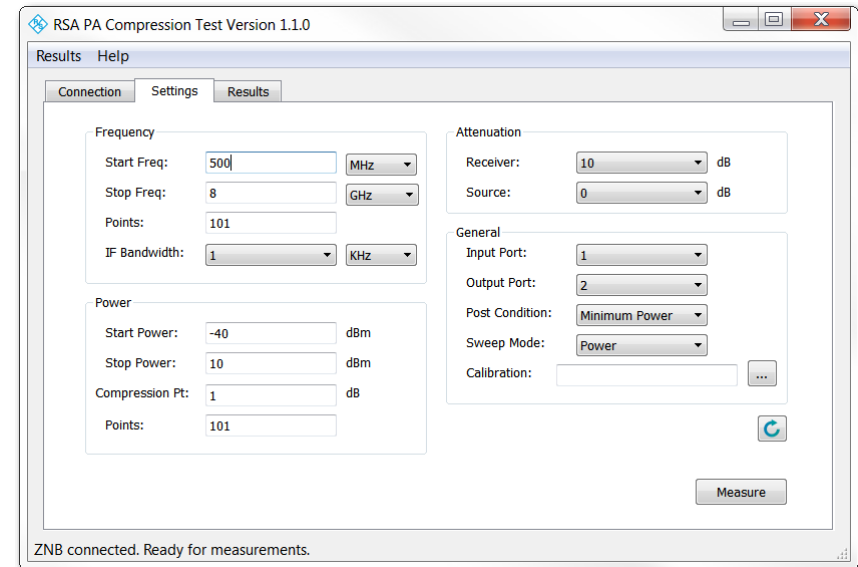 RSA PA Compression Test Version 1.1.0
Results Help
Connection Settings Results
Frequency
Start Freq: 500 MHz
Stop Freq: 8 GHz
Points: 101
IF Bandwidth: 1 KHz
Power
Start Power: -40 dBm
Stop Power: 10 dBm
Compression Pt: 1 dB
Points: 101
Attenuation
Receiver: 10 dB
Source: 0 dB
General
Input Port: 1
Output Port: 2
Post Condition: Minimum Power
Sweep Mode: Power
Calibration: ...
Measure
ZNB connected. Ready for measurements.